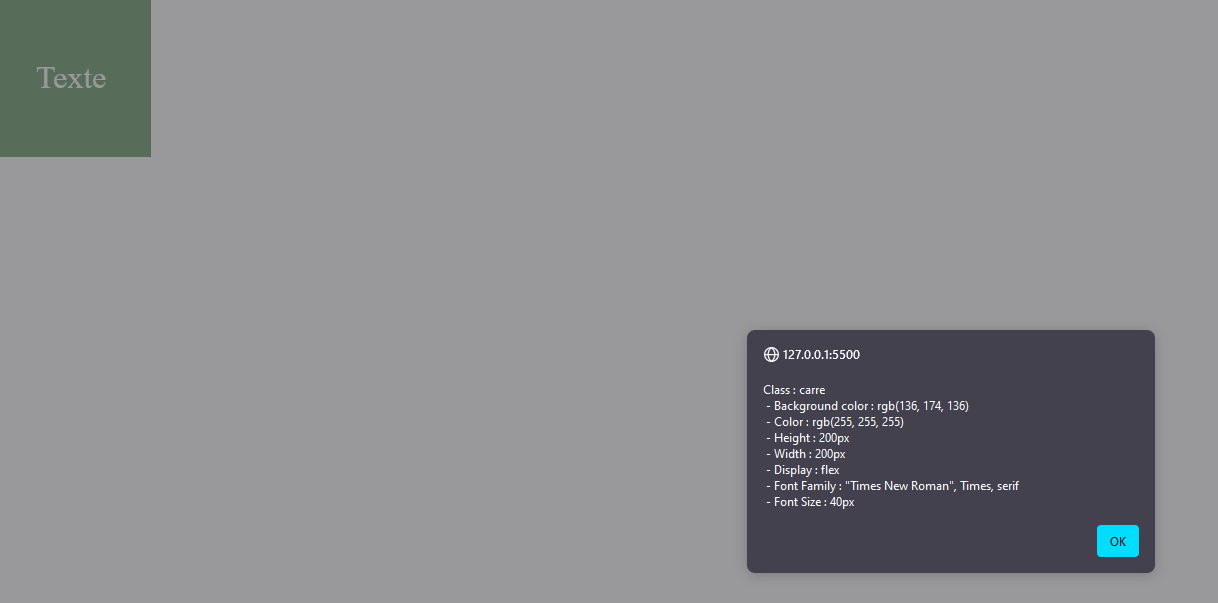 Texte
127.0.0.1:5500
Class : carre
- Background color : rgb(136, 174, 136)
- Color : rgb(255, 255, 255)
- Height : 200px
- Width : 200px
- Display : flex
- Font Family : "Times New Roman", Times, serif
- Font Size : 40px
OK